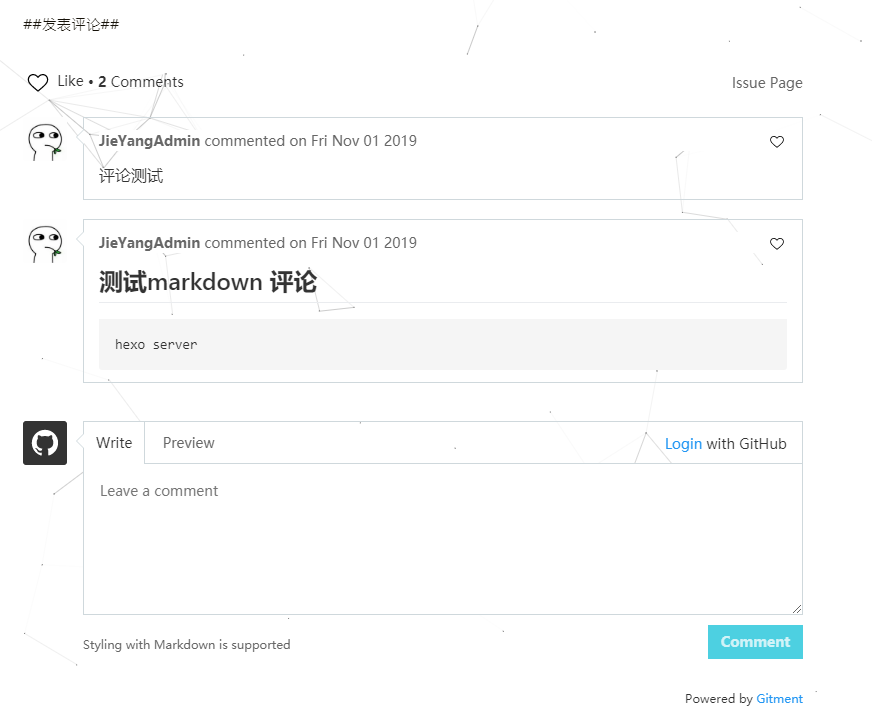 ##发表评论##
Like • 2 Comments
Issue Page
JieYangAdmin commented on Fri Nov 01 2019
评论测试
JieYangAdmin commented on Fri Nov 01 2019
测试markdown 评论
hexo server
Write
Preview
Login with GitHub
Leave a comment
Styling with Markdown is supported
Comment
Powered by Gitment